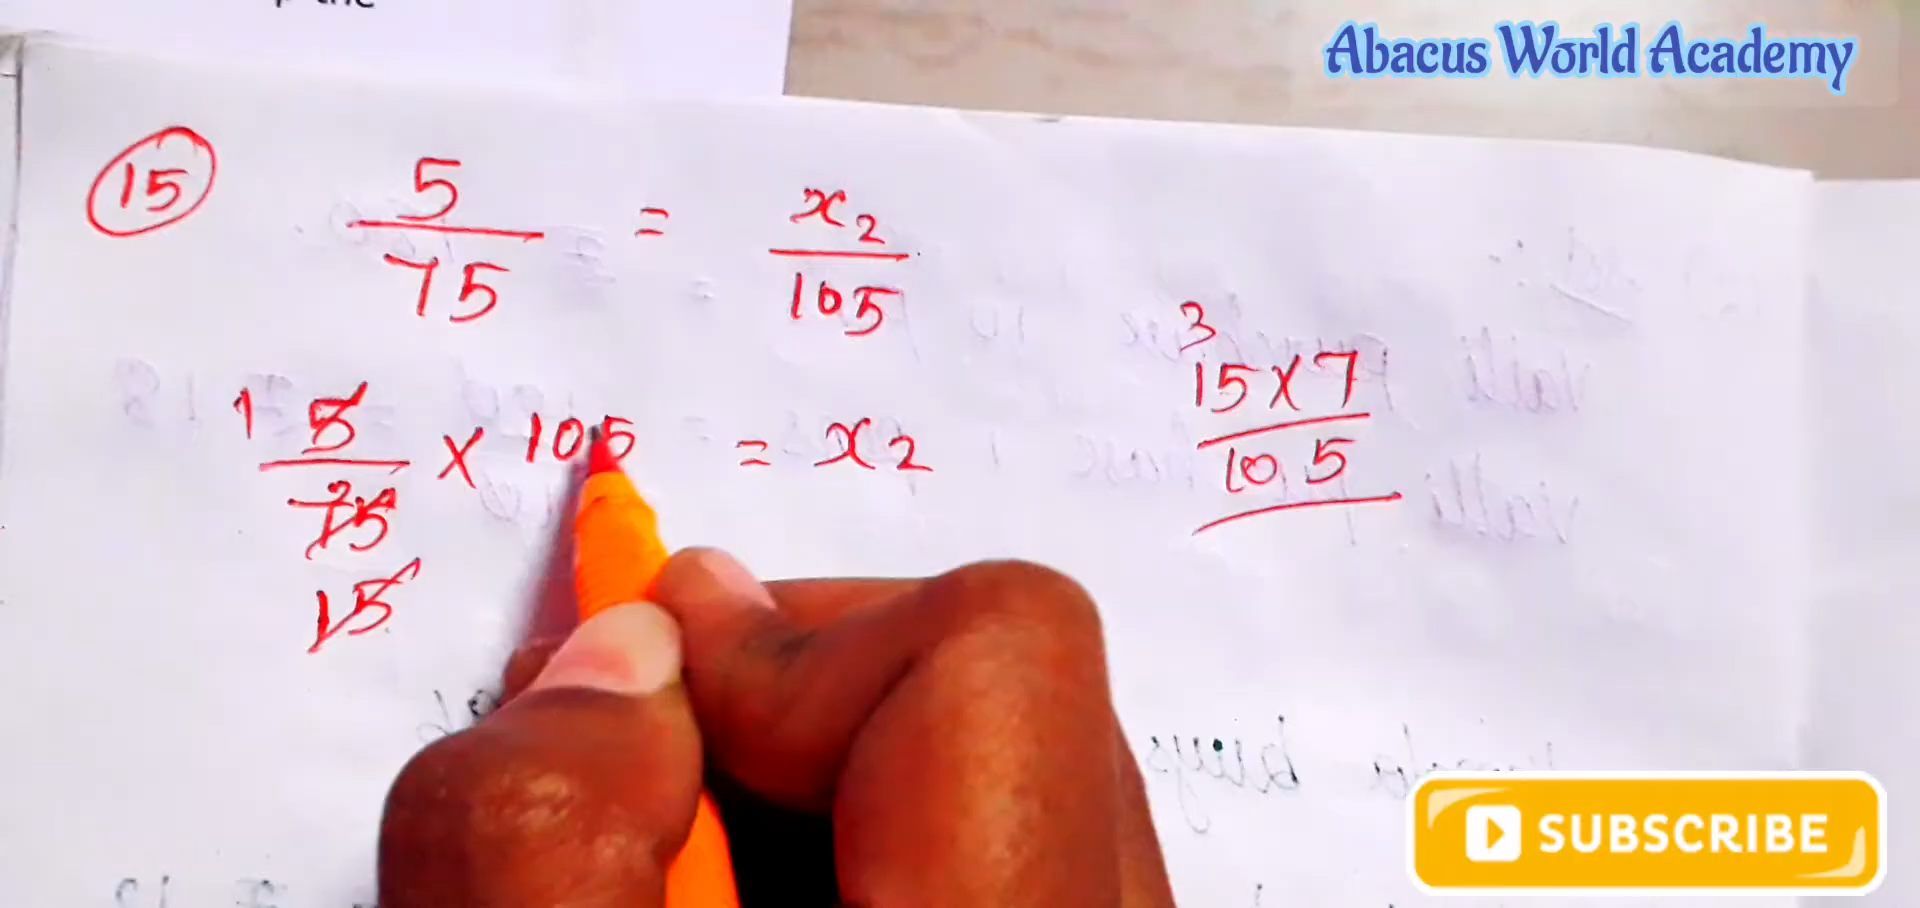 the
Abacus World Academy
15
5/75 = x₂/105
3
15 × 7
105
1 5/75 × 105 = x₂
15
SUBSCRIBE